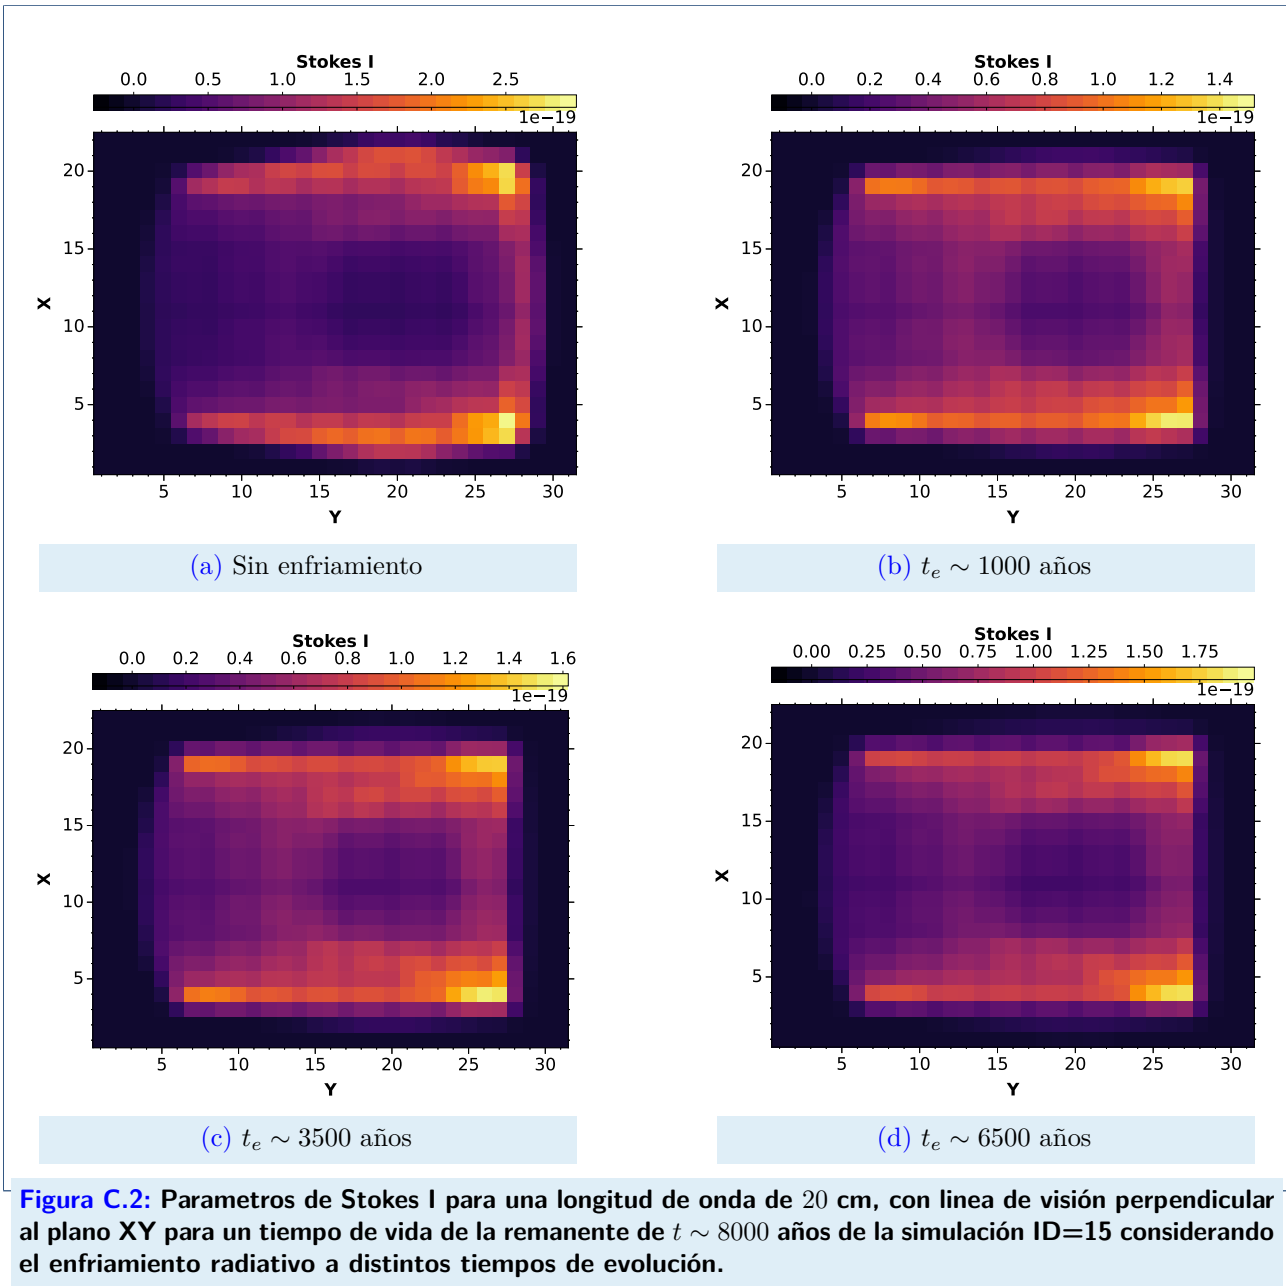 Stokes I
0.0 0.5 1.0 1.5 2.0 2.5
1e−19
20
15
10
5
X
5 10 15 20 25 30
Y
(a) Sin enfriamiento
Stokes I
0.0 0.2 0.4 0.6 0.8 1.0 1.2 1.4
1e−19
20
15
10
5
X
5 10 15 20 25 30
Y
(b) t_e ∼ 1000 años
Stokes I
0.0 0.2 0.4 0.6 0.8 1.0 1.2 1.4 1.6
1e−19
20
15
10
5
X
5 10 15 20 25 30
Y
(c) t_e ∼ 3500 años
Stokes I
0.00 0.25 0.50 0.75 1.00 1.25 1.50 1.75
1e−19
20
15
10
5
X
5 10 15 20 25 30
Y
(d) t_e ∼ 6500 años
Figura C.2: Parametros de Stokes I para una longitud de onda de 20 cm, con linea de visión perpendicular
al plano XY para un tiempo de vida de la remanente de t ∼ 8000 años de la simulación ID=15 considerando
el enfriamiento radiativo a distintos tiempos de evolución.